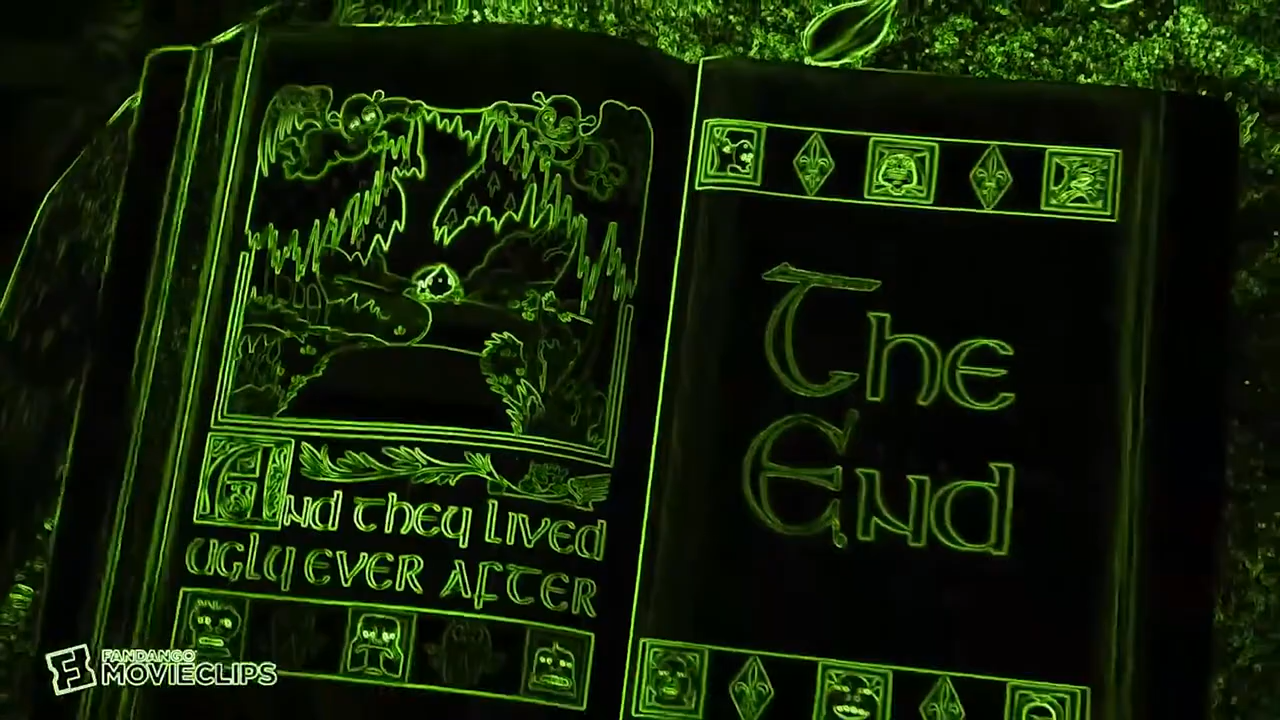 And they lived
ugly ever after
The
End
FANDANGO
MOVIECLIPS